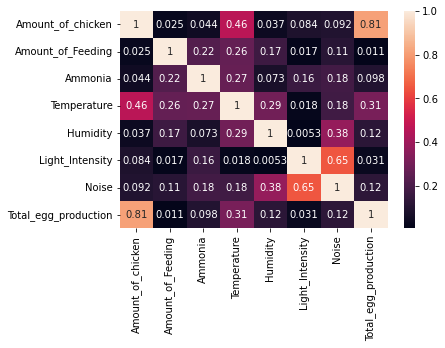 Amount_of_chicken 1 0.025 0.044 0.46 0.037 0.084 0.092 0.81
Amount_of_Feeding 0.025 1 0.22 0.26 0.17 0.017 0.11 0.011
Ammonia 0.044 0.22 1 0.27 0.073 0.16 0.18 0.098
Temperature 0.46 0.26 0.27 1 0.29 0.018 0.18 0.31
Humidity 0.037 0.17 0.073 0.29 1 0.0053 0.38 0.12
Light_Intensity 0.084 0.017 0.16 0.018 0.0053 1 0.65 0.031
Noise 0.092 0.11 0.18 0.18 0.38 0.65 1 0.12
Total_egg_production 0.81 0.011 0.098 0.31 0.12 0.031 0.12 1
Amount_of_chicken
Amount_of_Feeding
Ammonia
Temperature
Humidity
Light_Intensity
Noise
Total_egg_production
1.0
0.8
0.6
0.4
0.2